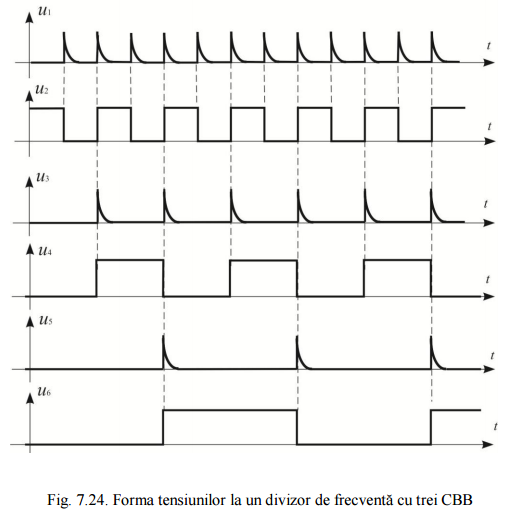 u1
t
u2
t
u3
t
u4
t
u5
t
u6
t
Fig. 7.24. Forma tensiunilor la un divizor de frecvență cu trei CBB